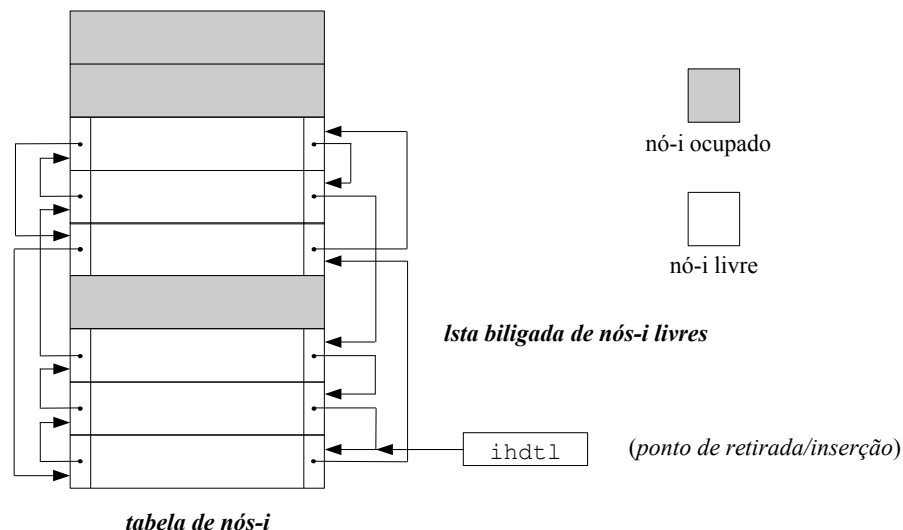 nó-i ocupado
nó-i livre
lsta biligada de nós-i livres
ihdtl
(ponto de retirada/inserção)
tabela de nós-i